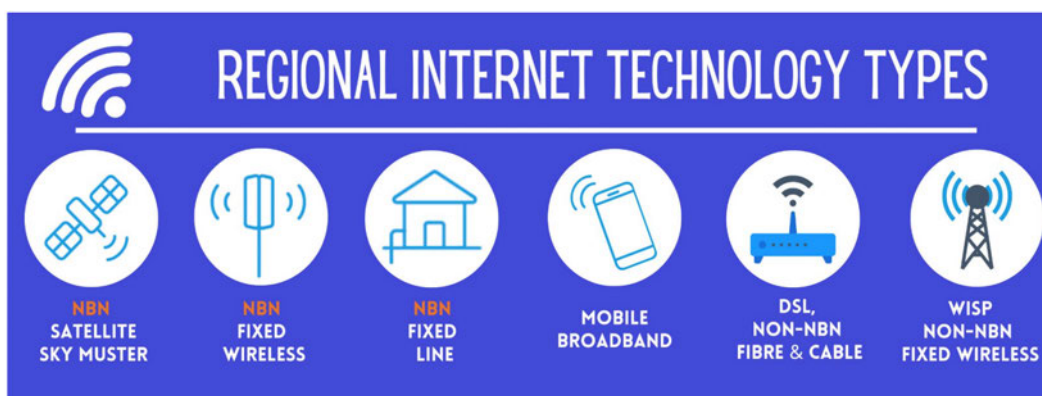 REGIONAL INTERNET TECHNOLOGY TYPES
NBN
SATELLITE
SKY MUSTER
NBN
FIXED
WIRELESS
NBN
FIXED
LINE
MOBILE
BROADBAND
DSL,
NON-NBN
FIBRE & CABLE
WISP
NON-NBN
FIXED WIRELESS